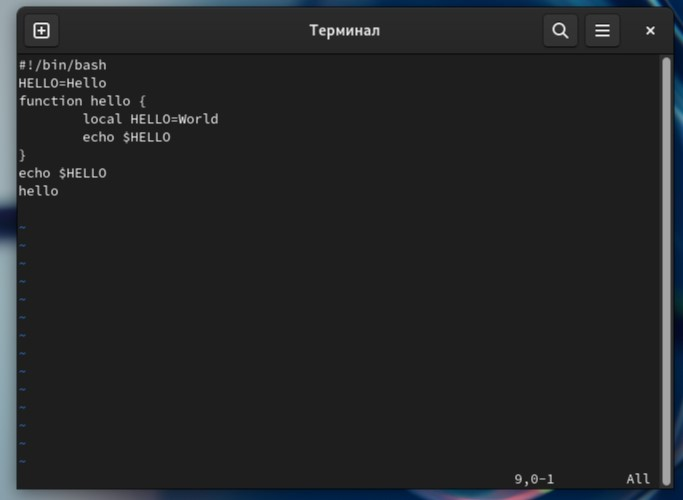 Терминал
#!/bin/bash
HELLO=Hello
function hello {
        local HELLO=World
        echo $HELLO
}
echo $HELLO
hello

~
~
~
~
~
~
~
~
~
~
~
~
~
~
9,0-1         All